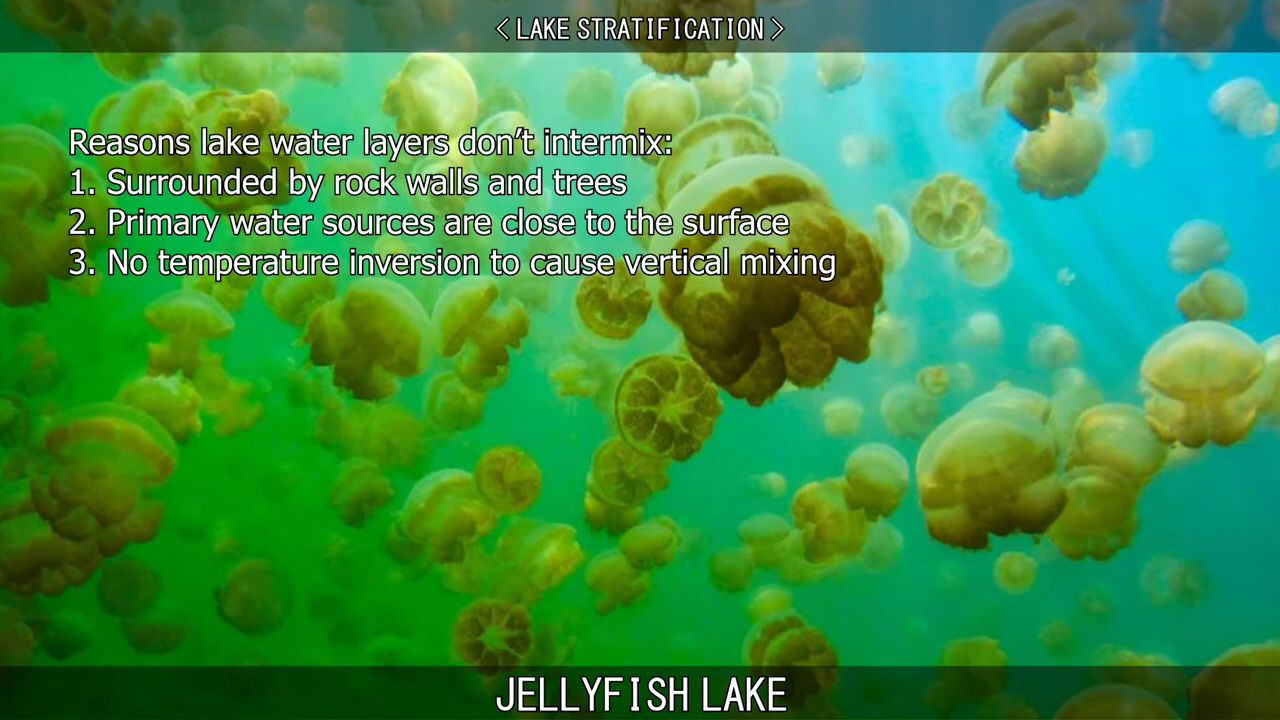 < LAKE STRATIFICATION >
Reasons lake water layers don’t intermix:
1. Surrounded by rock walls and trees
2. Primary water sources are close to the surface
3. No temperature inversion to cause vertical mixing
JELLYFISH LAKE